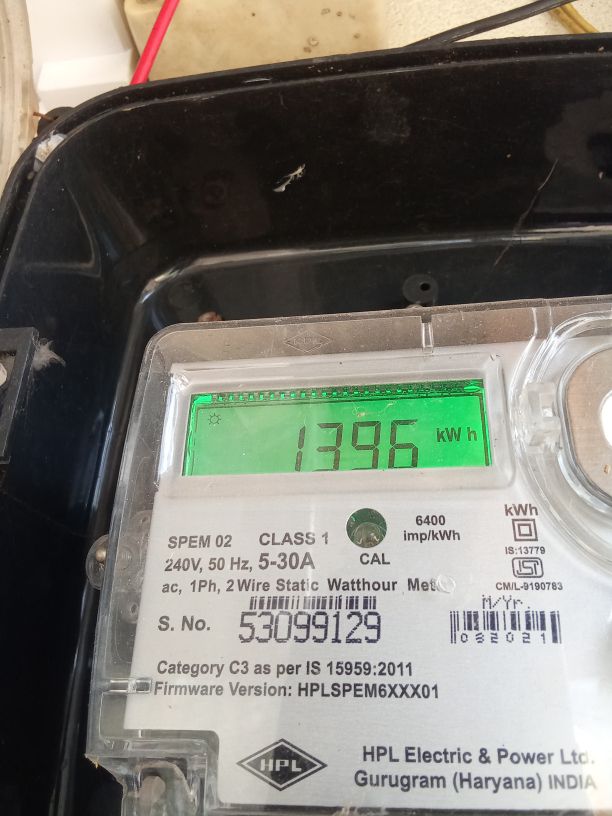 HPL
1396 kWh
SPEM 02 CLASS 1 6400 kWh
240V, 50 Hz, 5-30A CAL imp/kWh IS:13779
ac, 1Ph, 2 Wire Static Watthour Met CM/L-9190783
M/Yr.
S. No. 53099129 082021
Category C3 as per IS 15959:2011
Firmware Version: HPLSPEM6XXX01
HPL HPL Electric & Power Ltd.
Gurugram (Haryana) INDIA